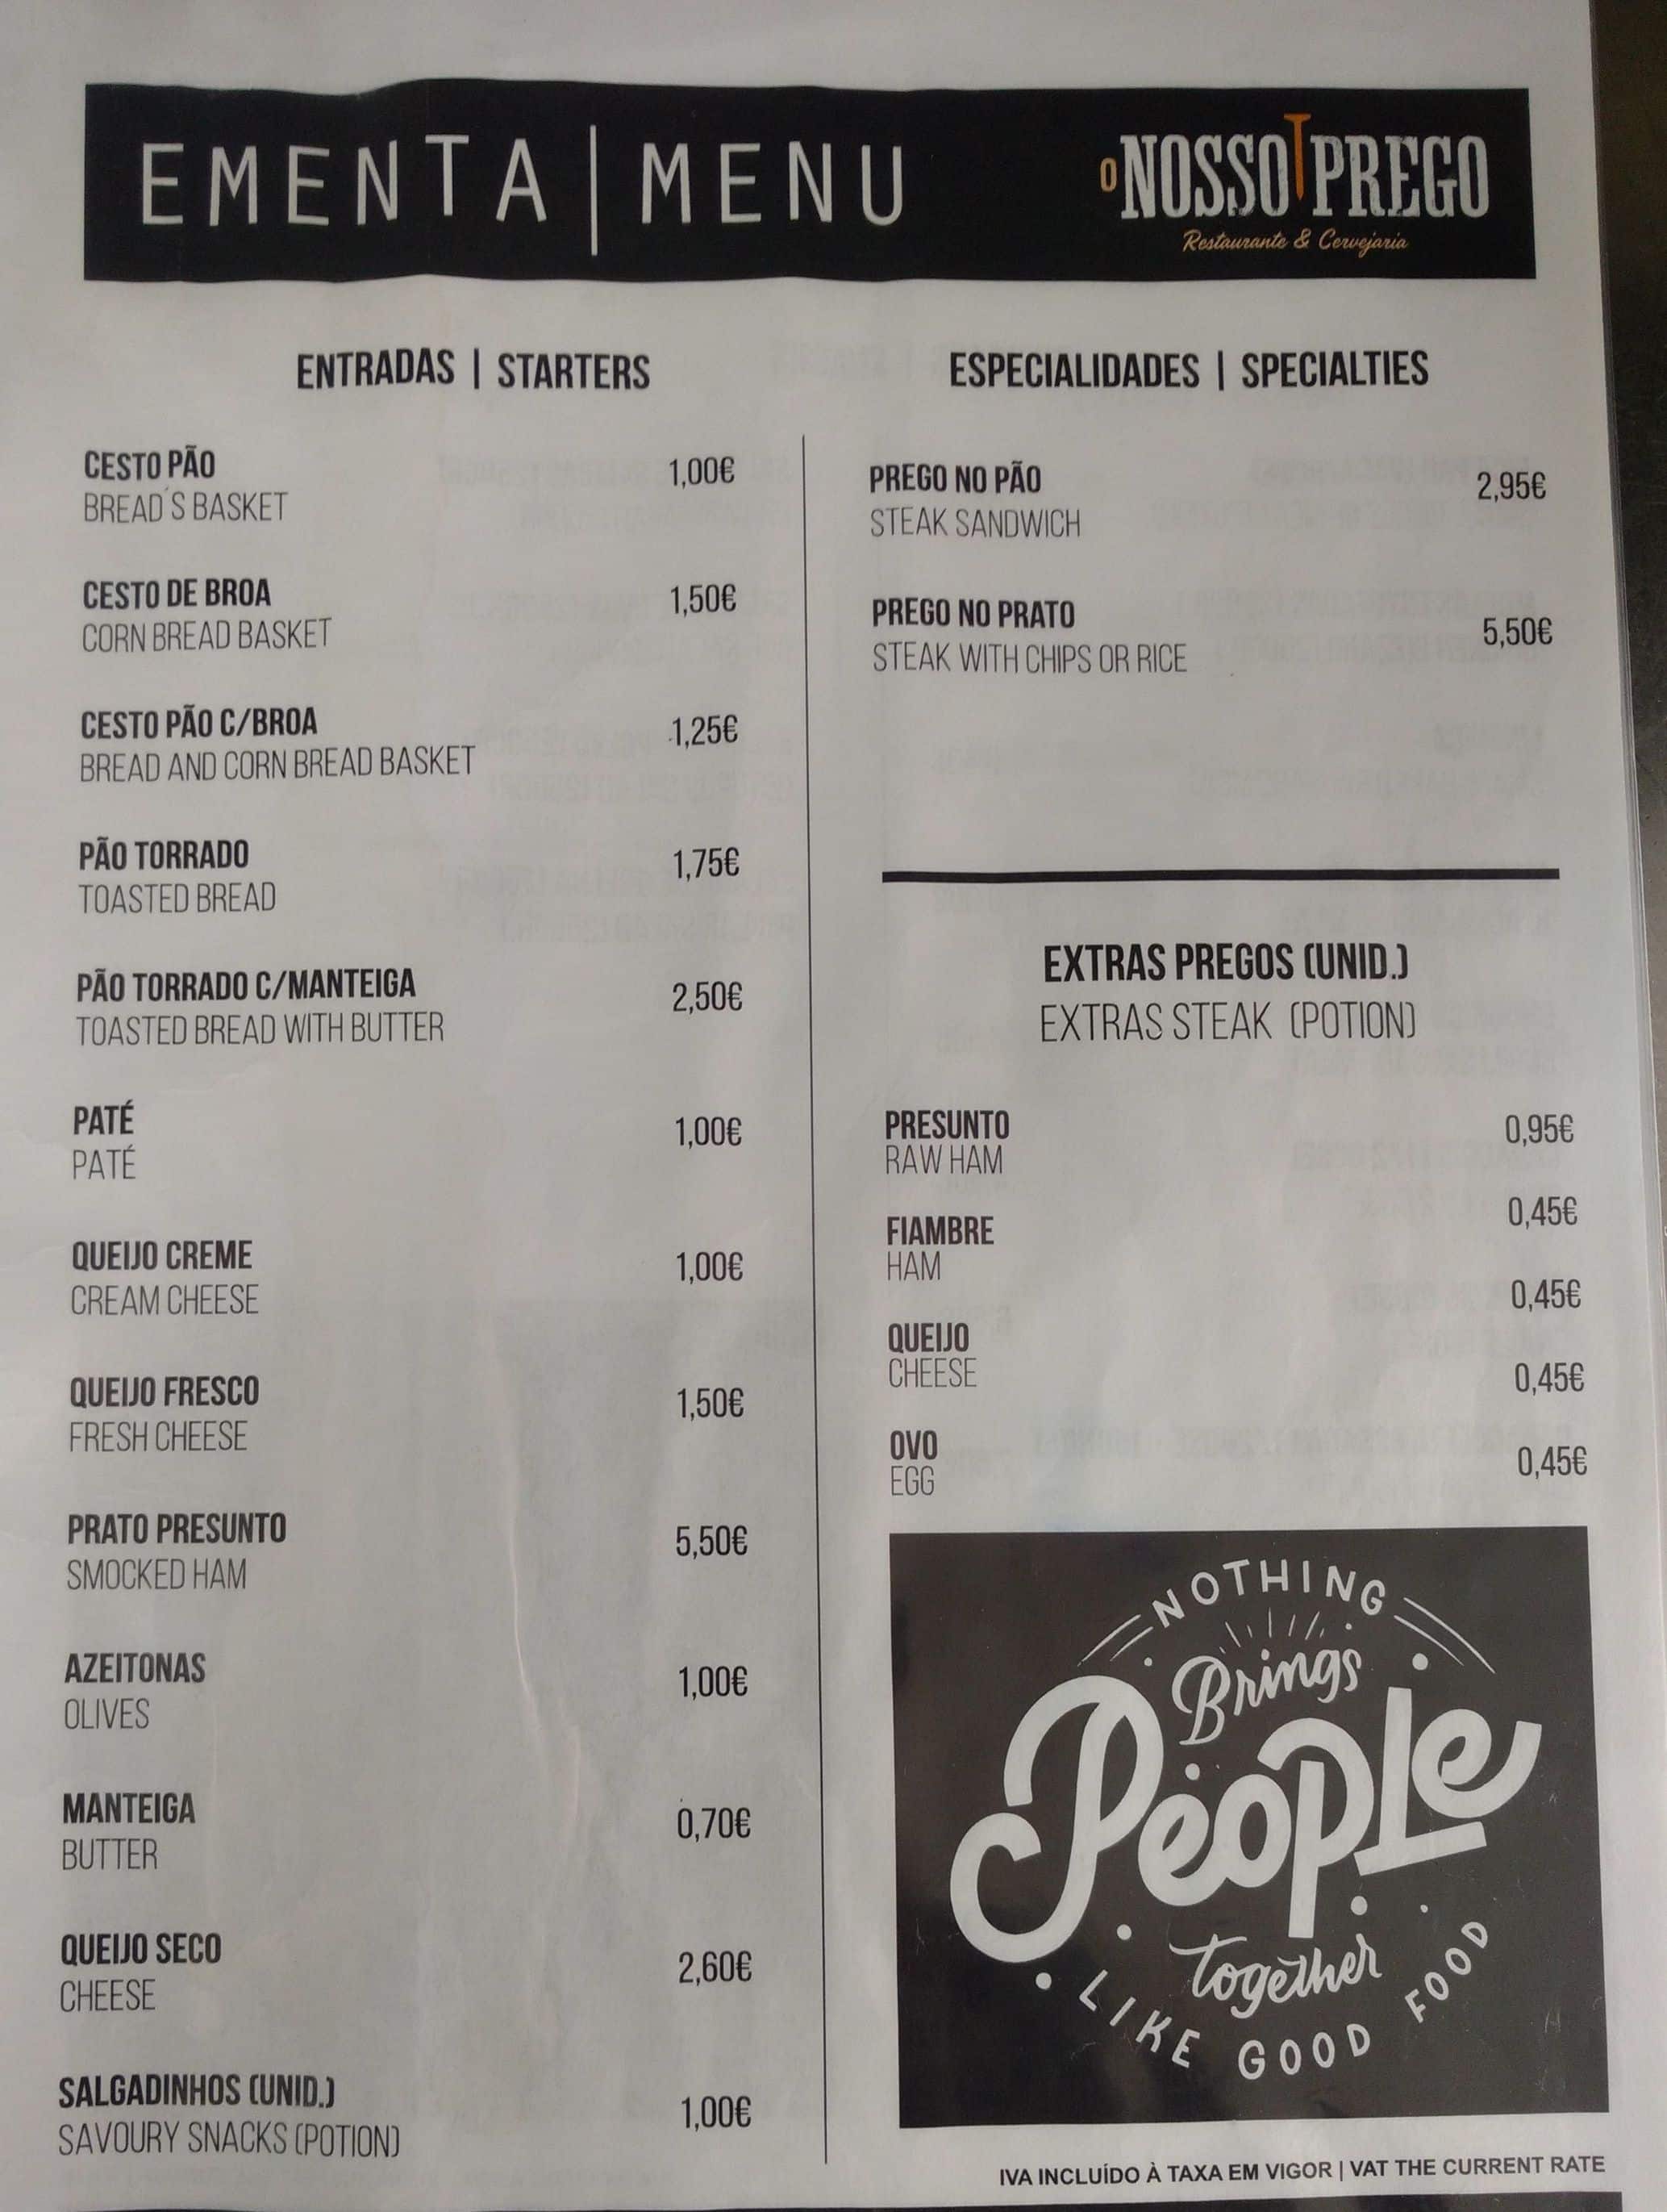 EMENTA | MENU
O NOSSO PREGO
Restaurante & Cervejaria
ENTRADAS | STARTERS
CESTO PÃO 1,00€
BREAD´S BASKET
CESTO DE BROA 1,50€
CORN BREAD BASKET
CESTO PÃO C/BROA 1,25€
BREAD AND CORN BREAD BASKET
PÃO TORRADO 1,75€
TOASTED BREAD
PÃO TORRADO C/MANTEIGA 2,50€
TOASTED BREAD WITH BUTTER
PATÉ 1,00€
PATÉ
QUEIJO CREME 1,00€
CREAM CHEESE
QUEIJO FRESCO 1,50€
FRESH CHEESE
PRATO PRESUNTO 5,50€
SMOCKED HAM
AZEITONAS 1,00€
OLIVES
MANTEIGA 0,70€
BUTTER
QUEIJO SECO 2,60€
CHEESE
SALGADINHOS (UNID.) 1,00€
SAVOURY SNACKS (POTION)
ESPECIALIDADES | SPECIALTIES
PREGO NO PÃO 2,95€
STEAK SANDWICH
PREGO NO PRATO 5,50€
STEAK WITH CHIPS OR RICE
EXTRAS PREGOS (UNID.)
EXTRAS STEAK (POTION)
PRESUNTO 0,95€
RAW HAM
0,45€
FIAMBRE
HAM
0,45€
QUEIJO
CHEESE
0,45€
OVO
EGG
0,45€
NOTHING
Brings
People
together
LIKE GOOD FOOD
IVA INCLUÍDO À TAXA EM VIGOR | VAT THE CURRENT RATE